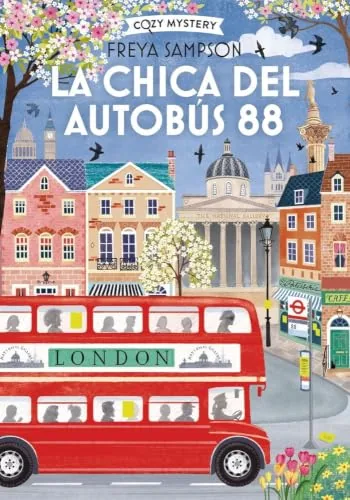 COZY MYSTERY
FREYA SAMPSON
LA CHICA DEL
AUTOBÚS 88
THE NATIONAL GALLERY
CAFE
LONDON